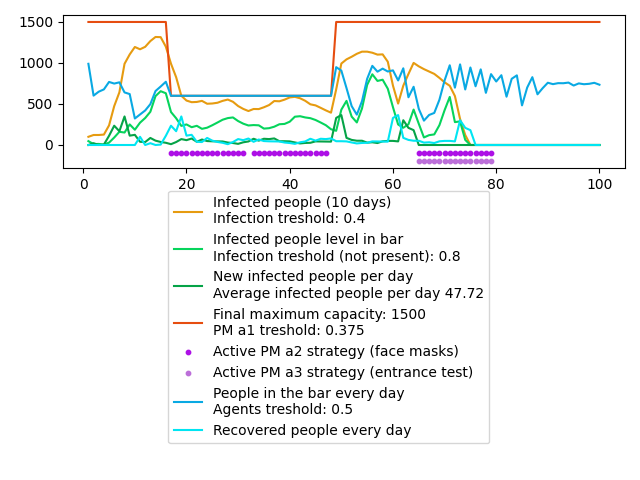 1500
1000
500
0
0
20
40
60
80
100
Infected people (10 days)
Infection treshold: 0.4
Infected people level in bar
Infection treshold (not present): 0.8
New infected people per day
Average infected people per day 47.72
Final maximum capacity: 1500
PM a1 treshold: 0.375
Active PM a2 strategy (face masks)
Active PM a3 strategy (entrance test)
People in the bar every day
Agents treshold: 0.5
Recovered people every day